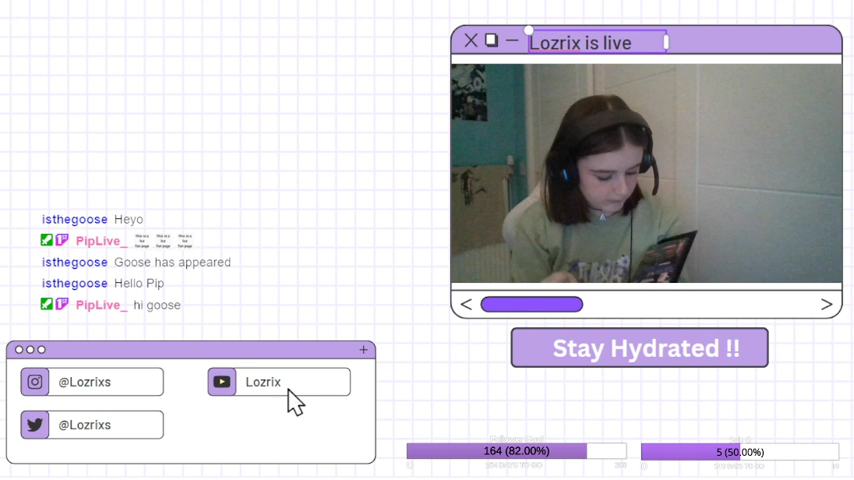 Lozrix is live
isthegoose Heyo
PipLive_
isthegoose Goose has appeared
isthegoose Hello Pip
PipLive_ hi goose
Stay Hydrated !!
@Lozrixs
Lozrix
@Lozrixs
164 (82.00%)
5 (50.00%)